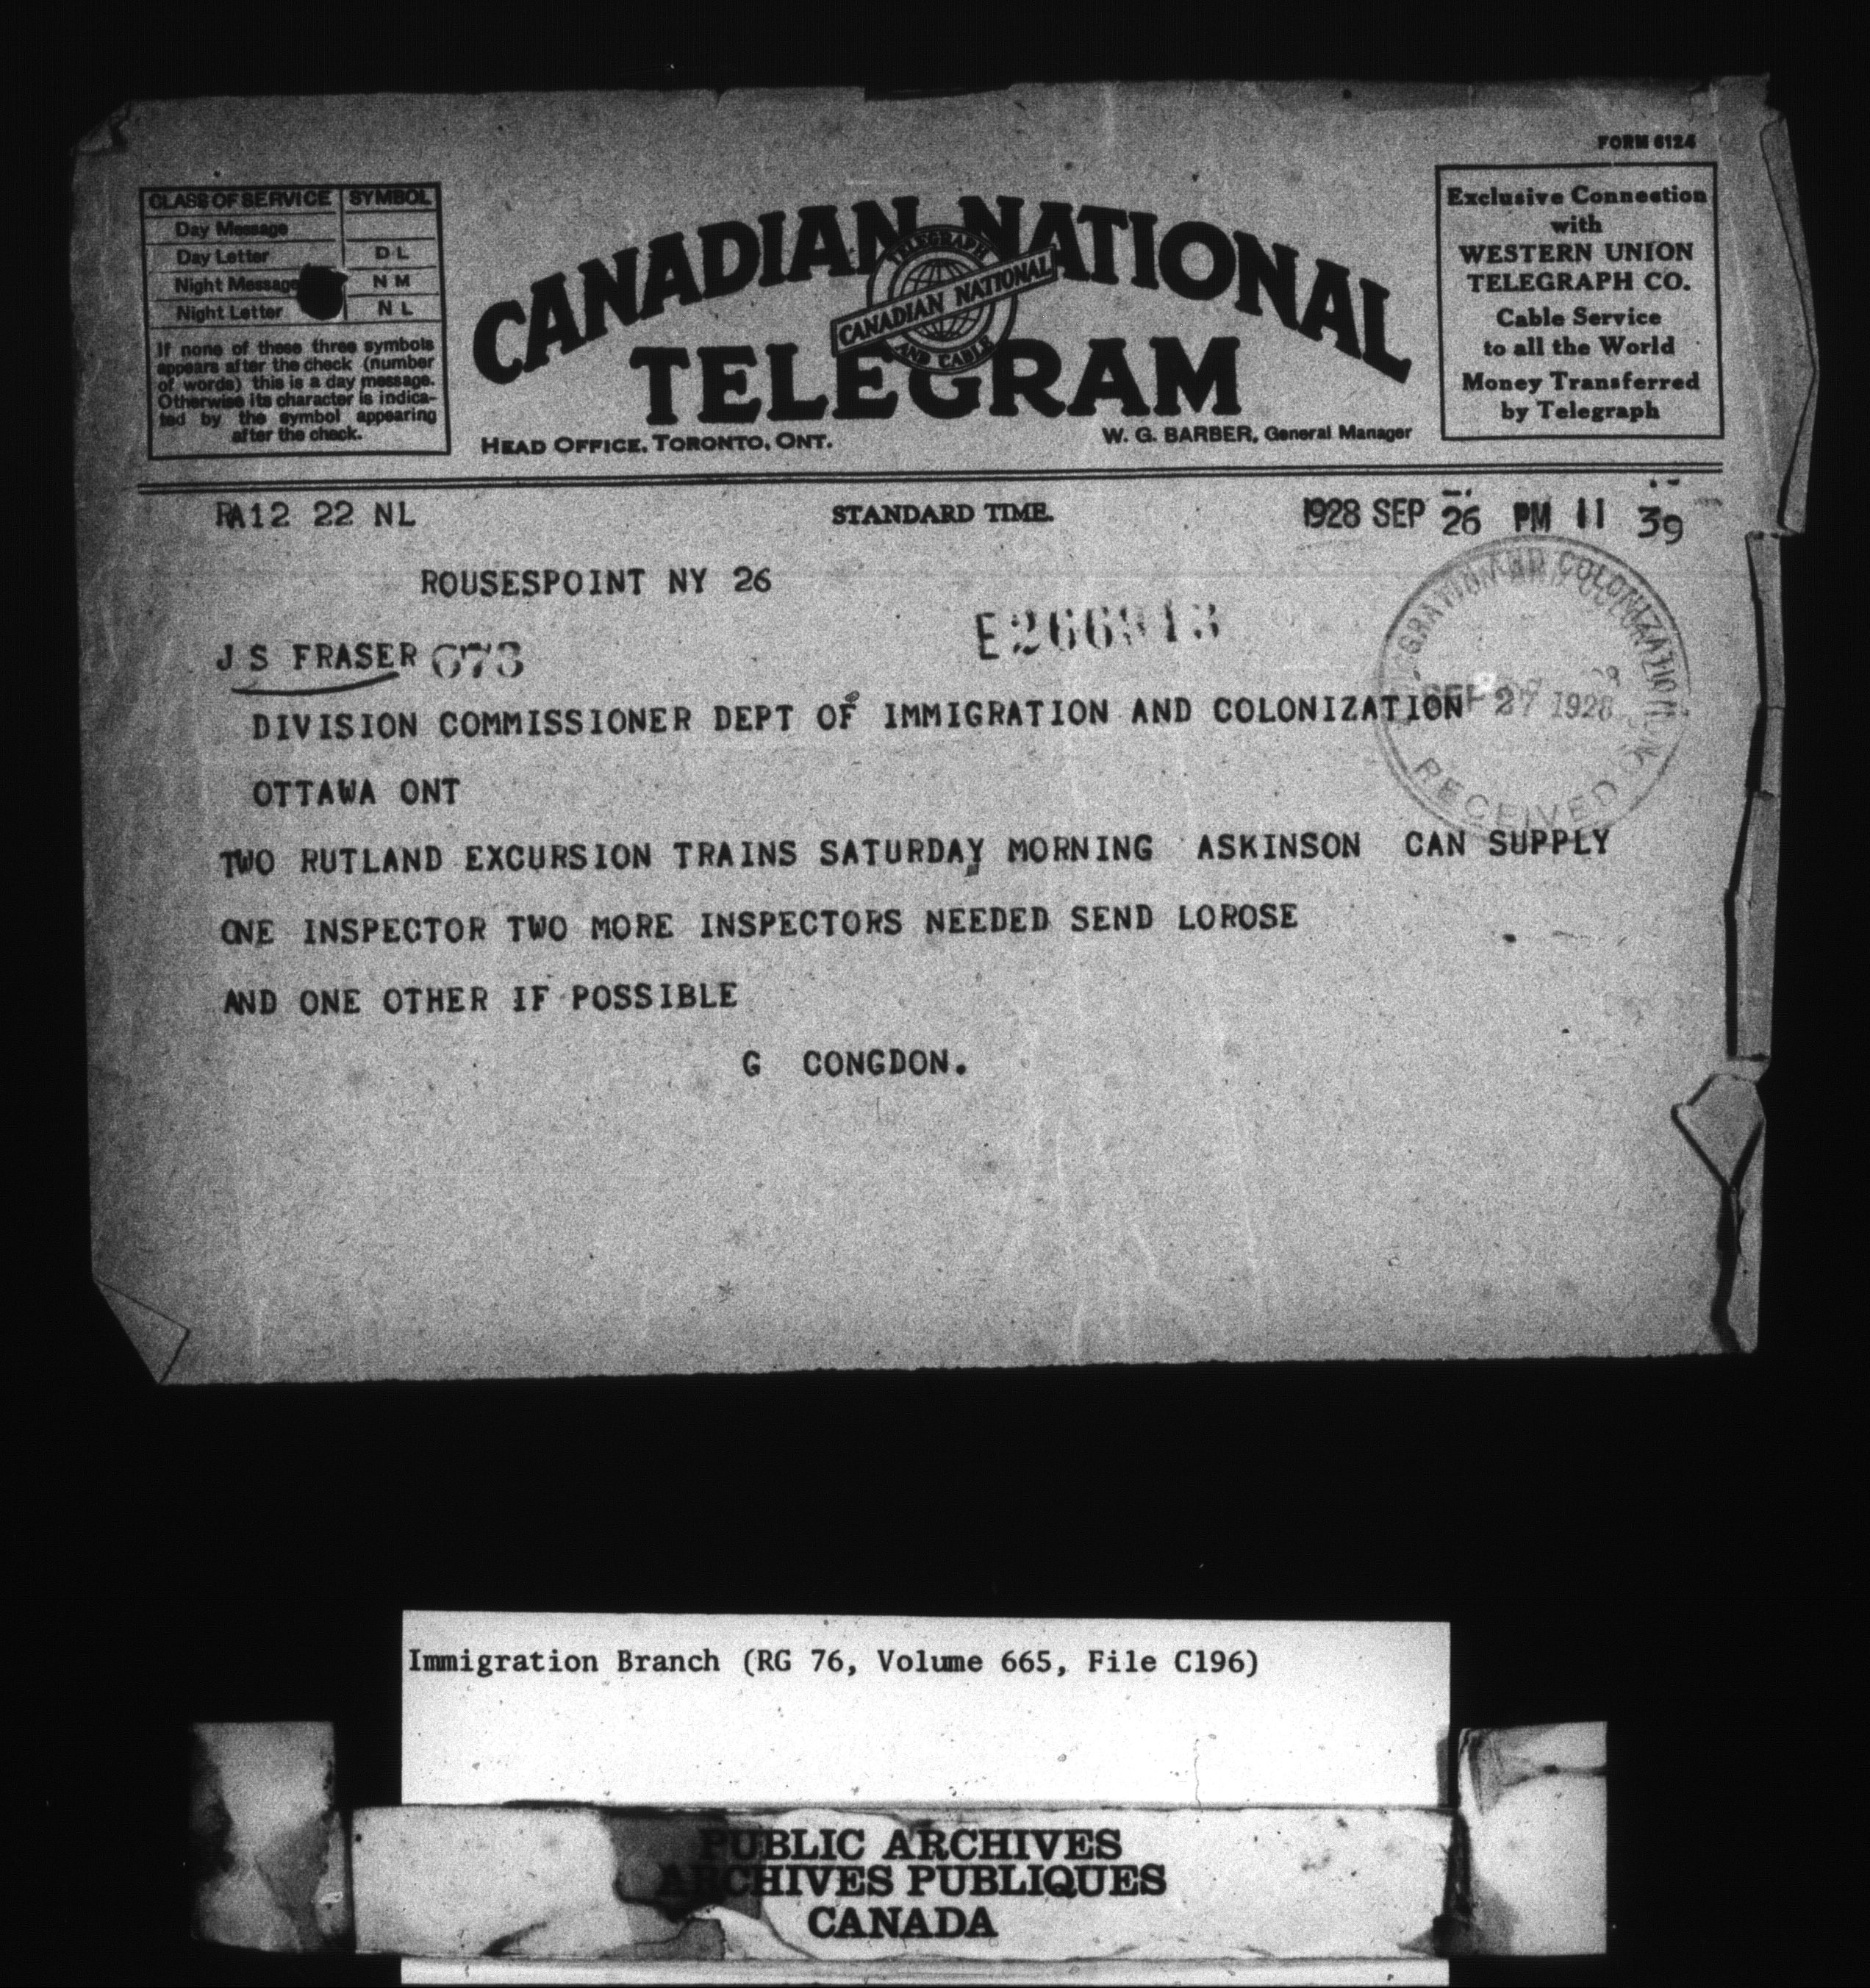 FORM 6124
CLASS OF SERVICE SYMBOL
Day Message
Day Letter D L
Night Message N M
Night Letter N L
If none of these three symbols
appears after the check (number
of words) this is a day message.
Otherwise its character is indica-
ted by the symbol appearing
after the check.
CANADIAN NATIONAL
TELEGRAPH
CANADIAN NATIONAL
AND CABLE
TELEGRAM
HEAD OFFICE, TORONTO, ONT.
W. G. BARBER, General Manager
Exclusive Connection
with
WESTERN UNION
TELEGRAPH CO.
Cable Service
to all the World
Money Transferred
by Telegraph
RA12 22 NL
STANDARD TIME.
1928 SEP 26 PM 11 39
ROUSESPOINT NY 26
E266913
J S FRASER 673
DIVISION COMMISSIONER DEPT OF IMMIGRATION AND COLONIZATION
AND COLONIZATION
SEP 27 1928
RECEIVED
OTTAWA ONT
TWO RUTLAND EXCURSION TRAINS SATURDAY MORNING ASKINSON CAN SUPPLY
ONE INSPECTOR TWO MORE INSPECTORS NEEDED SEND LOROSE
AND ONE OTHER IF POSSIBLE
G CONGDON.
Immigration Branch (RG 76, Volume 665, File C196)
PUBLIC ARCHIVES
ARCHIVES PUBLIQUES
CANADA